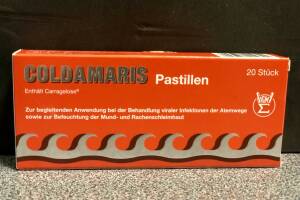 COLDAMARIS Pastillen
20 Stück
Enthält Carragelose®
Zur begleitenden Anwendung bei der Behandlung viraler Infektionen der Atemwege
sowie zur Befeuchtung der Mund- und Rachenschleimhaut